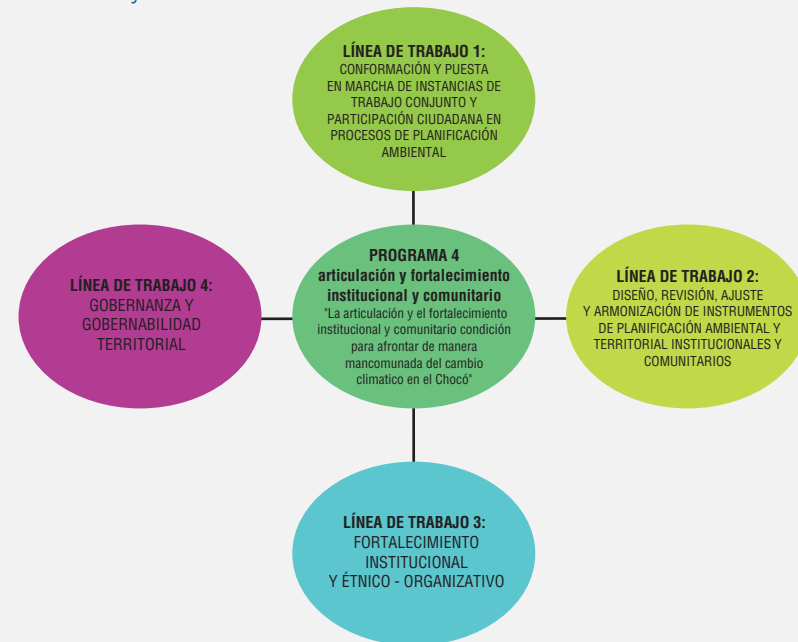 LÍNEA DE TRABAJO 1:
CONFORMACIÓN Y PUESTA
EN MARCHA DE INSTANCIAS DE
TRABAJO CONJUNTO Y
PARTICIPACIÓN CIUDADANA EN
PROCESOS DE PLANIFICACIÓN
AMBIENTAL
LÍNEA DE TRABAJO 4:
GOBERNANZA Y
GOBERNABILIDAD
TERRITORIAL
PROGRAMA 4
articulación y fortalecimiento
institucional y comunitario
"La articulación y el fortalecimiento
institucional y comunitario condición
para afrontar de manera
mancomunada del cambio
climatico en el Chocó"
LÍNEA DE TRABAJO 2:
DISEÑO, REVISIÓN, AJUSTE
Y ARMONIZACIÓN DE INSTRUMENTOS
DE PLANIFICACIÓN AMBIENTAL Y
TERRITORIAL INSTITUCIONALES Y
COMUNITARIOS
LÍNEA DE TRABAJO 3:
FORTALECIMIENTO
INSTITUCIONAL
Y ÉTNICO - ORGANIZATIVO